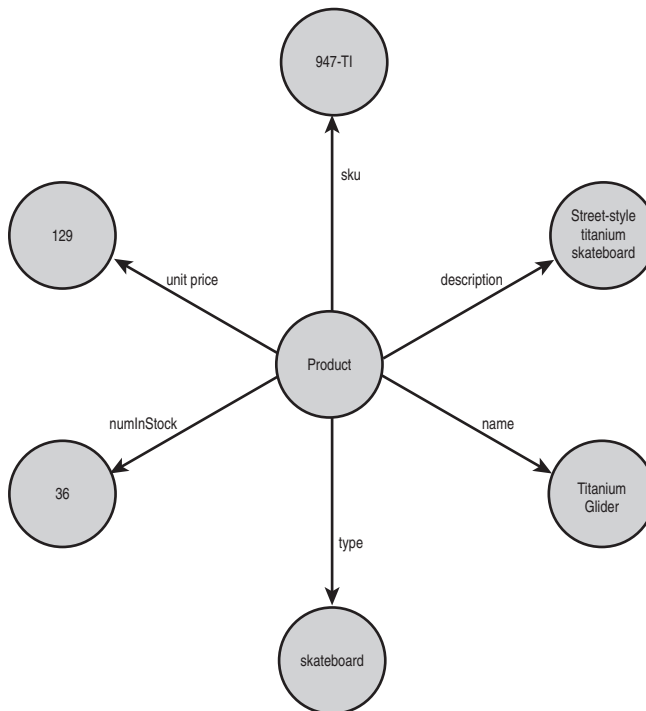 947-TI
sku
129
Street-style
titanium
skateboard
unit price
description
Product
numInStock
name
36
Titanium
Glider
type
skateboard